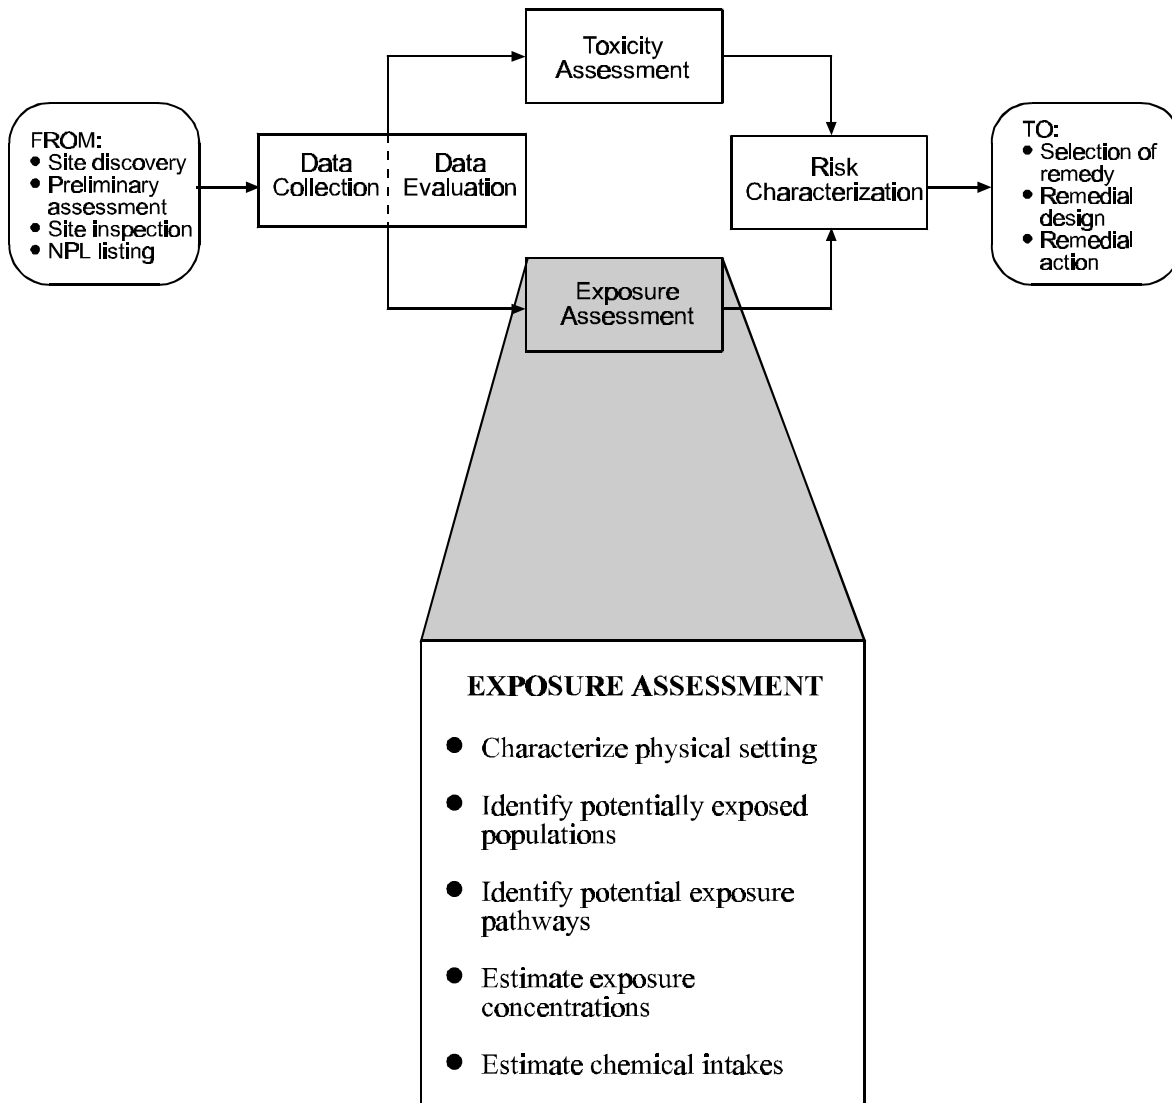 Toxicity
Assessment
FROM:
● Site discovery
● Preliminary
assessment
● Site inspection
● NPL listing
Data
Collection
Data
Evaluation
Risk
Characterization
TO:
● Selection of
remedy
● Remedial
design
● Remedial
action
Exposure
Assessment
EXPOSURE ASSESSMENT
● Characterize physical setting
● Identify potentially exposed
populations
● Identify potential exposure
pathways
● Estimate exposure
concentrations
● Estimate chemical intakes